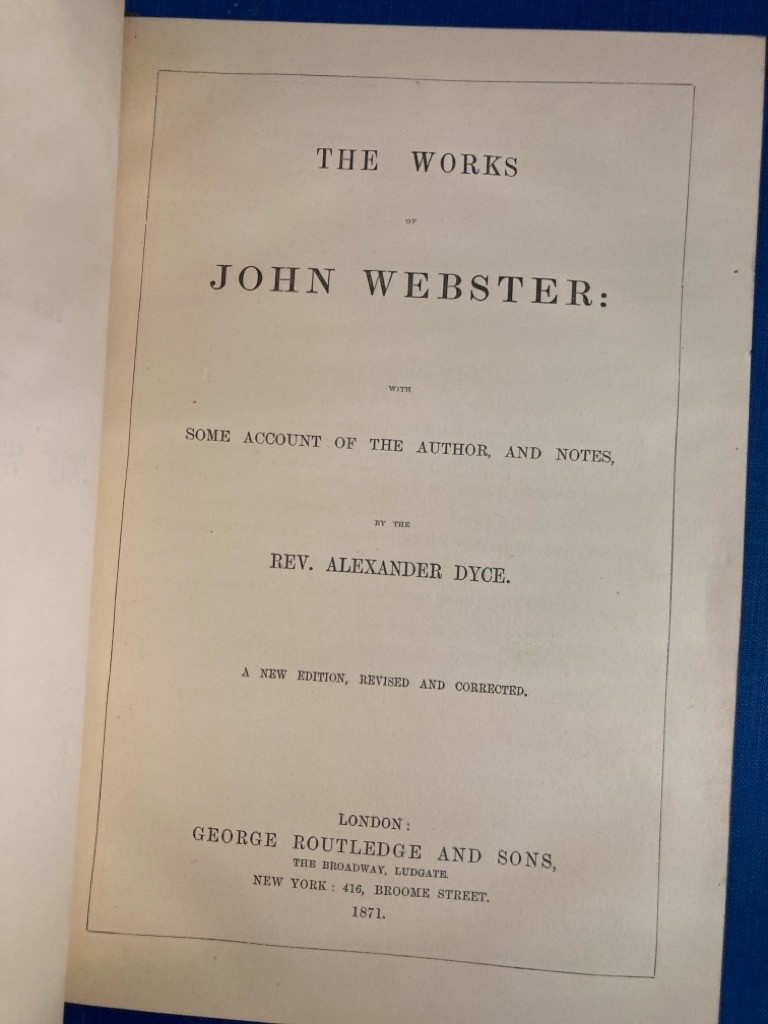 THE WORKS
OF
JOHN WEBSTER:
WITH
SOME ACCOUNT OF THE AUTHOR, AND NOTES,
BY THE
REV. ALEXANDER DYCE.
A NEW EDITION, REVISED AND CORRECTED.
LONDON:
GEORGE ROUTLEDGE AND SONS,
THE BROADWAY, LUDGATE.
NEW YORK: 416, BROOME STREET.
1871.